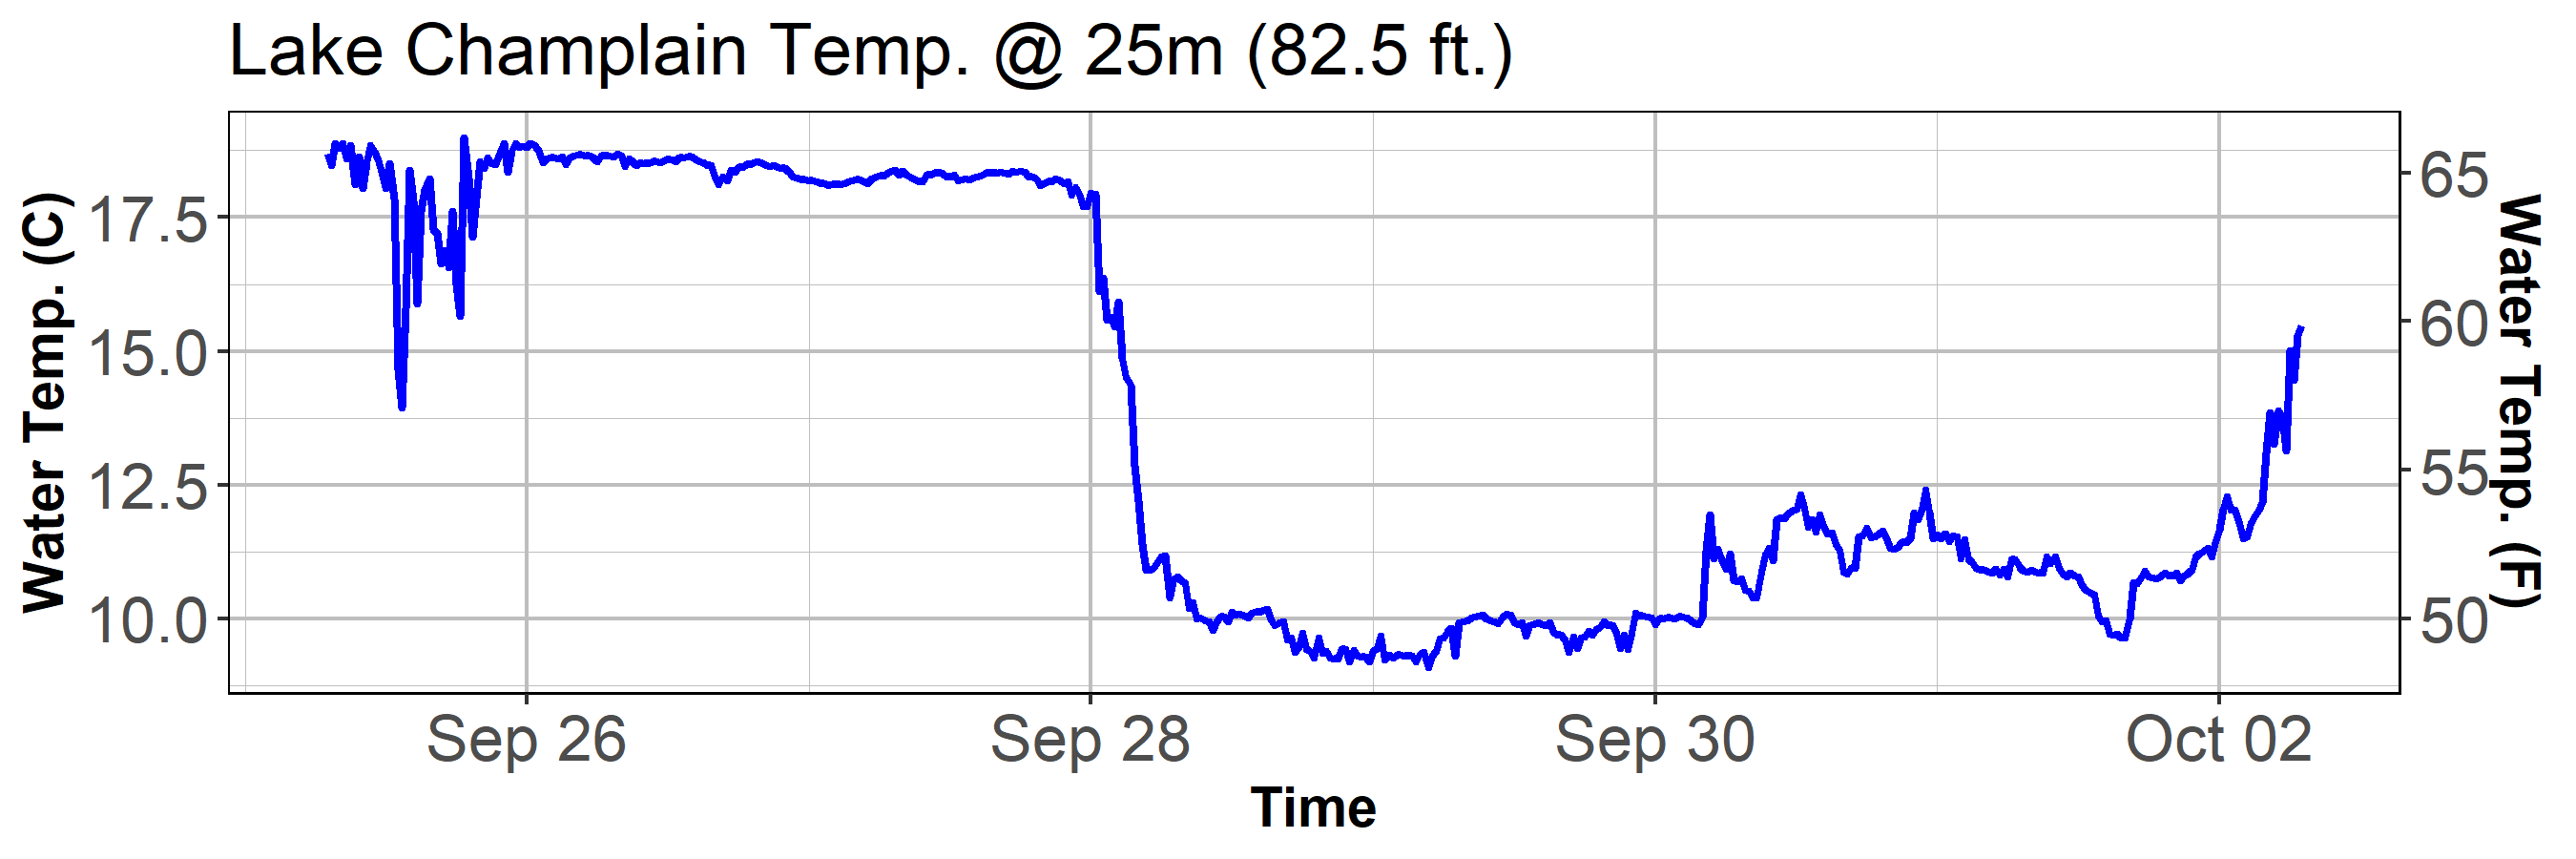 Lake Champlain Temp. @ 25m (82.5 ft.)
Water Temp. (C)
17.5
15.0
12.5
10.0
65
60
55
50
Water Temp. (F)
Sep 26
Sep 28
Sep 30
Oct 02
Time